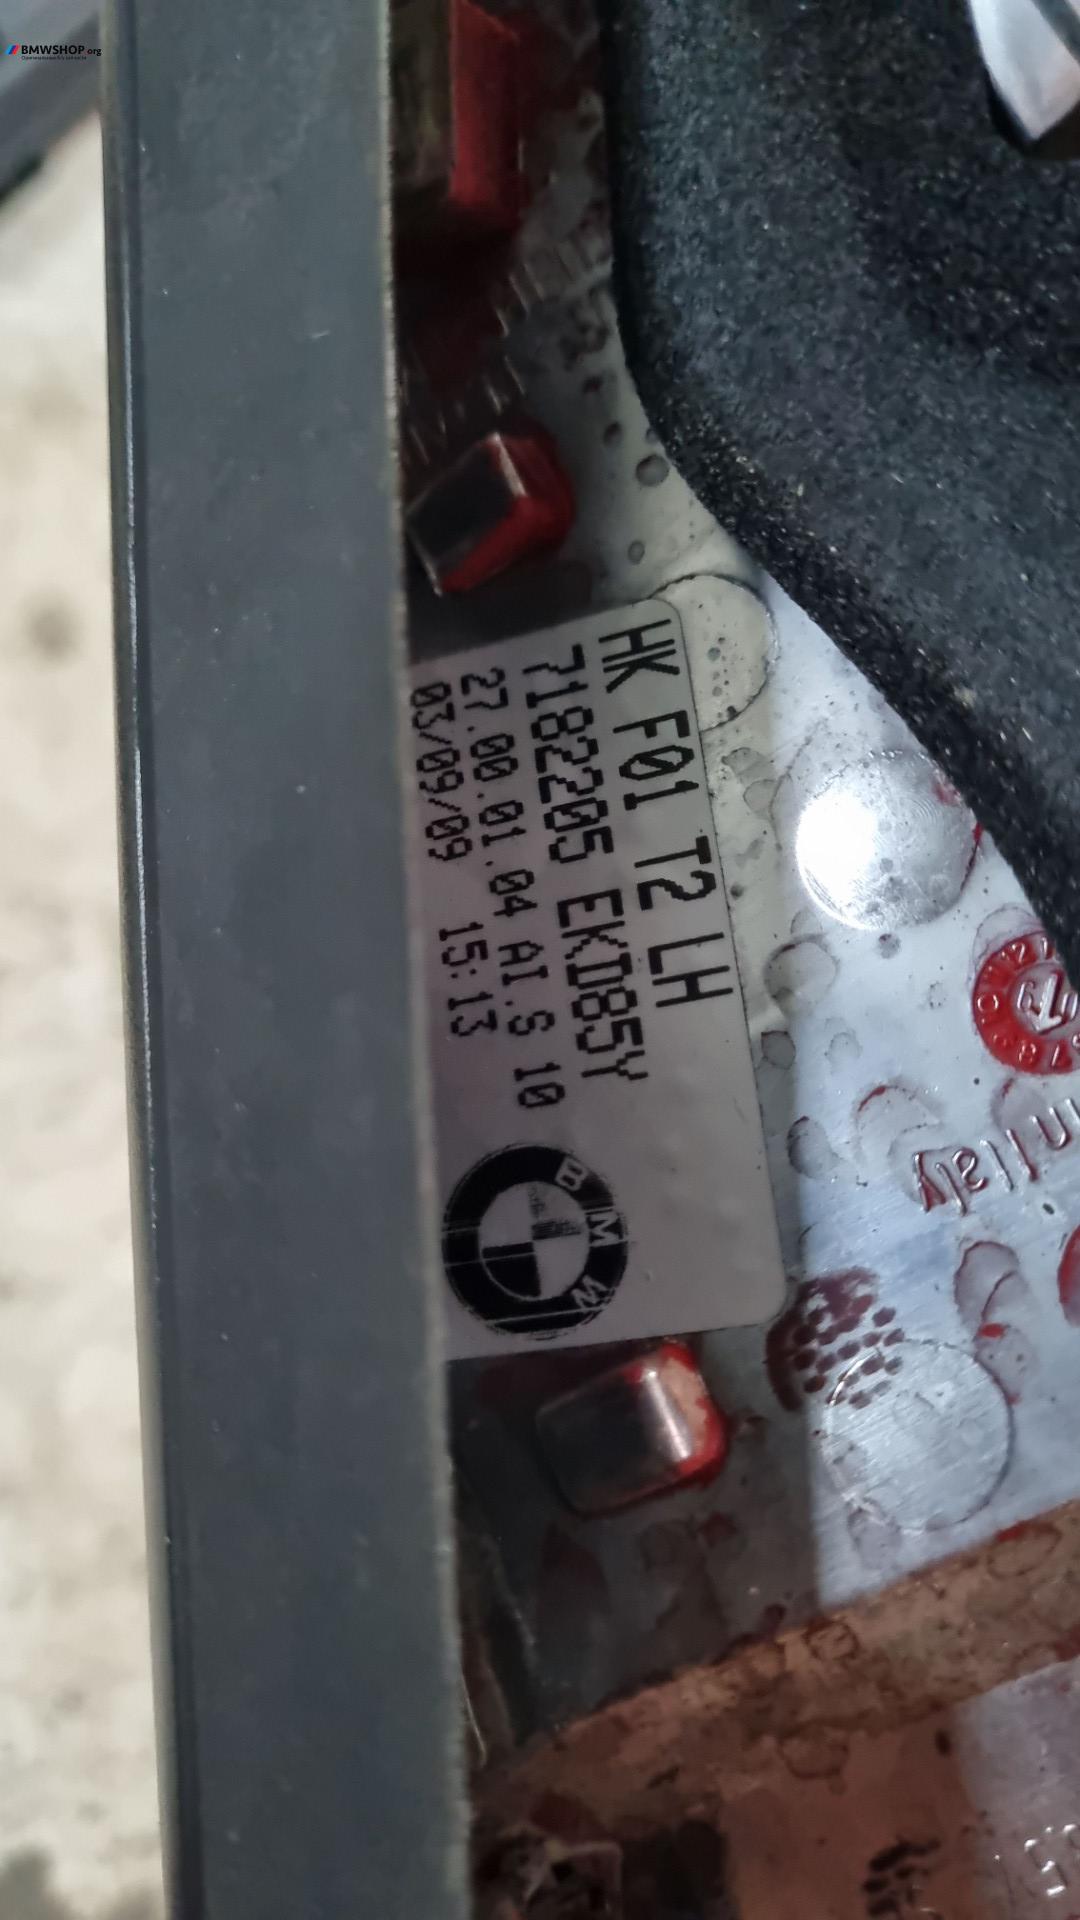 BMWSHOP.org
HK F01 T2 LH
7182205 EKD85Y
27.00.01.04 AI.S 10
03/09/09 15:13
BMW
Italy